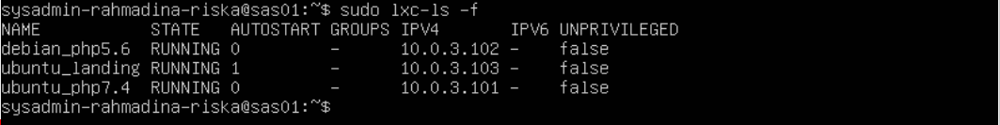 sysadmin-rahmadina-riska@sas01:~$ sudo lxc-ls -f
NAME STATE AUTOSTART GROUPS IPV4 IPV6 UNPRIVILEGED
debian_php5.6 RUNNING 0 - 10.0.3.102 - false
ubuntu_landing RUNNING 1 - 10.0.3.103 - false
ubuntu_php7.4 RUNNING 0 - 10.0.3.101 - false
sysadmin-rahmadina-riska@sas01:~$